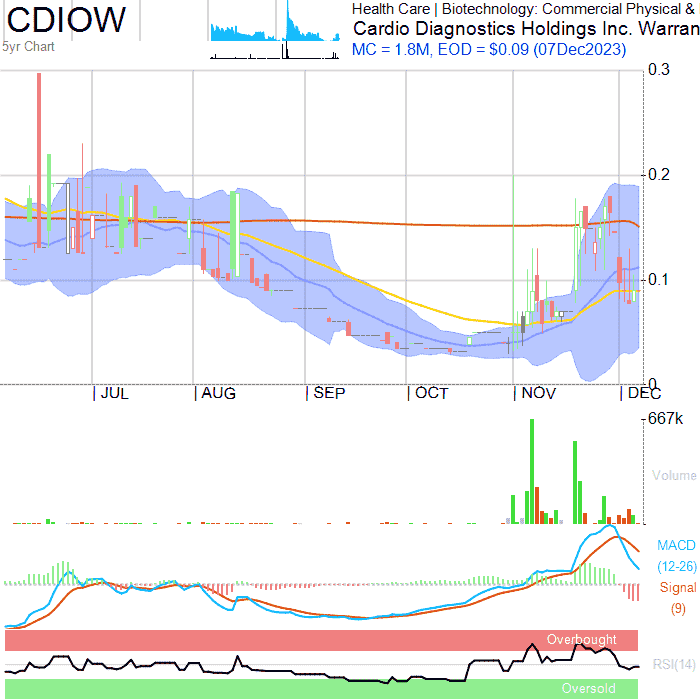 CDIOW
5yr Chart
Health Care | Biotechnology: Commercial Physical &
Cardio Diagnostics Holdings Inc. Warran
MC = 1.8M, EOD = $0.09 (07Dec2023)
0.3
0.2
0.1
0
JUL AUG SEP OCT NOV DEC
667k
Volume
MACD
(12-26)
Signal
(9)
Overbought
RSI(14)
Oversold